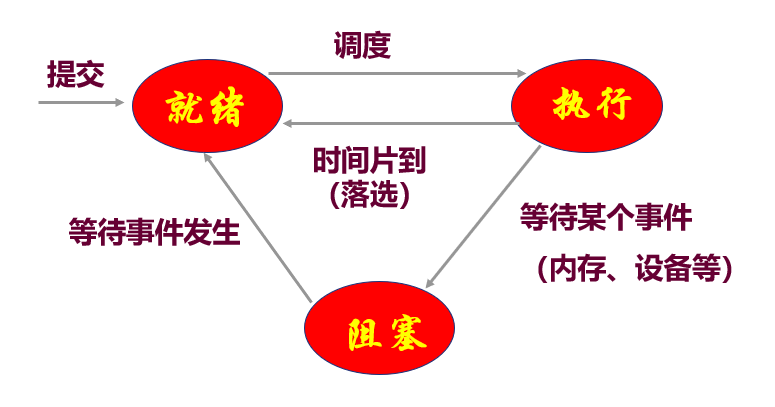 调度
提交
就绪
执行
时间片到
（落选）
等待某个事件
（内存、设备等）
等待事件发生
阻塞